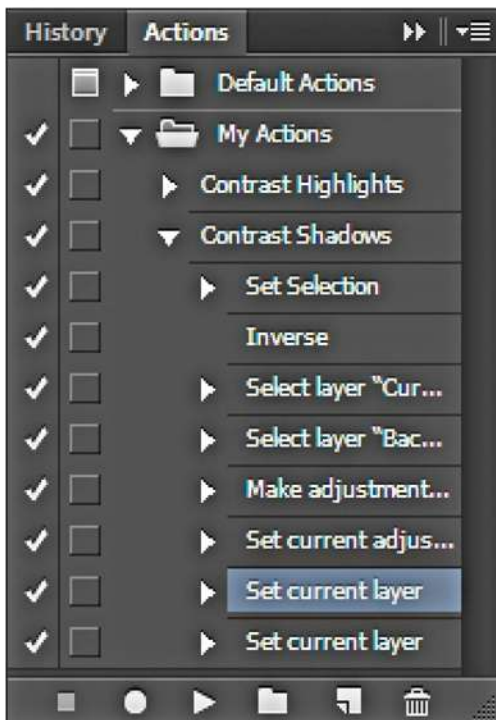 History Actions
Default Actions
My Actions
Contrast Highlights
Contrast Shadows
Set Selection
Inverse
Select layer "Cur...
Select layer "Bac...
Make adjustment...
Set current adjus...
Set current layer
Set current layer